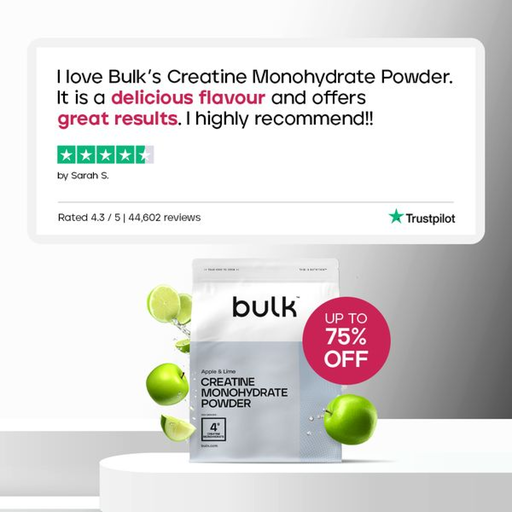 I love Bulk's Creatine Monohydrate Powder.
It is a delicious flavour and offers
great results. I highly recommend!!
by Sarah S.
Rated 4.3 / 5 | 44,602 reviews
Trustpilot
bulk™
UP TO
75%
OFF
Apple & Lime
CREATINE
MONOHYDRATE
POWDER